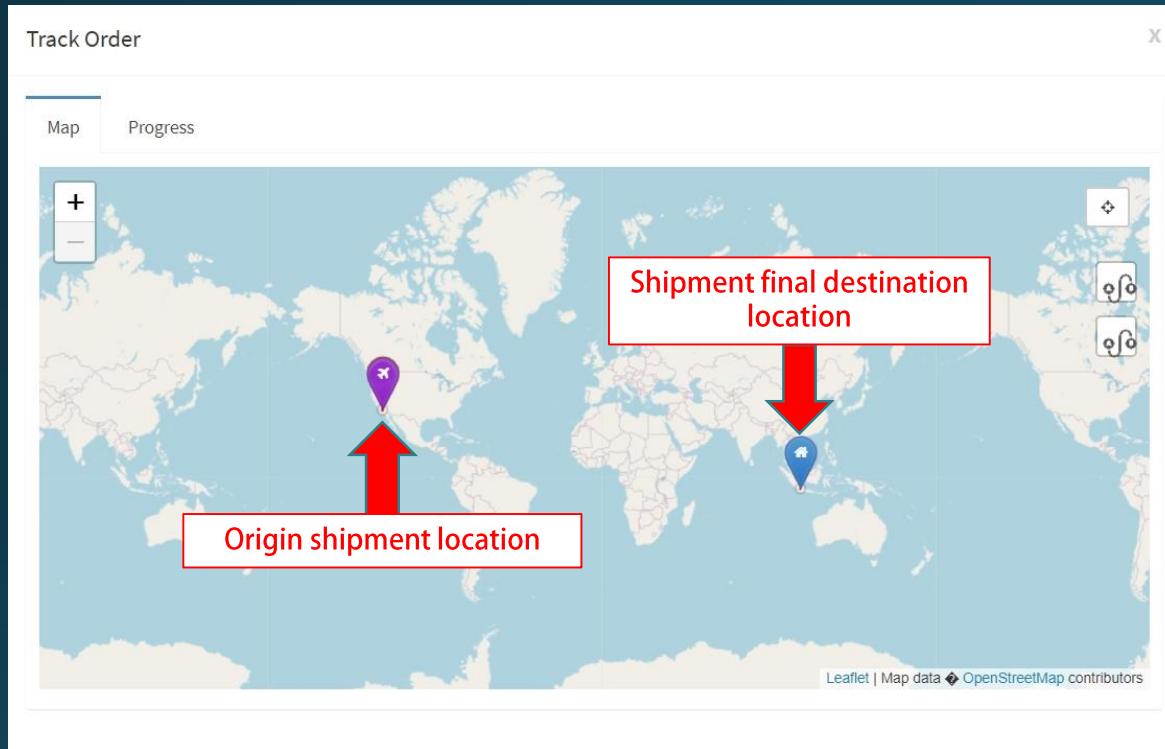 Track Order
X
Map Progress
+
−
Shipment final destination
location
Origin shipment location
Leaflet | Map data � OpenStreetMap contributors